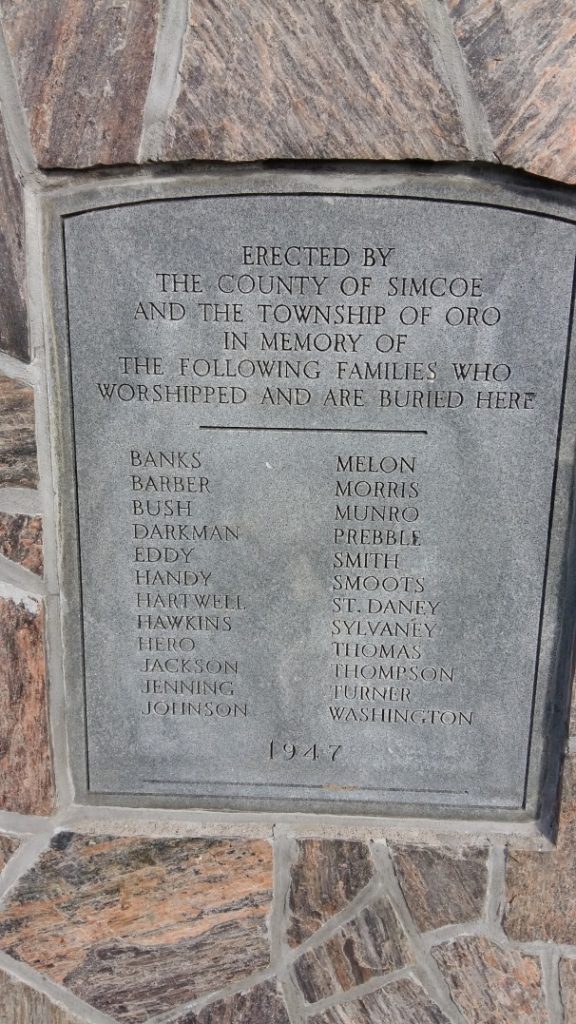 ERECTED BY
THE COUNTY OF SIMCOE
AND THE TOWNSHIP OF ORO
IN MEMORY OF
THE FOLLOWING FAMILIES WHO
WORSHIPPED AND ARE BURIED HERE
BANKS
BARBER
BUSH
DARKMAN
EDDY
HANDY
HARTWELL
HAWKINS
HERO
JACKSON
JENNING
JOHNSON
MELON
MORRIS
MUNRO
PREBBLE
SMITH
SMOOTS
ST. DANEY
SYLVANEY
THOMAS
THOMPSON
TURNER
WASHINGTON
1947